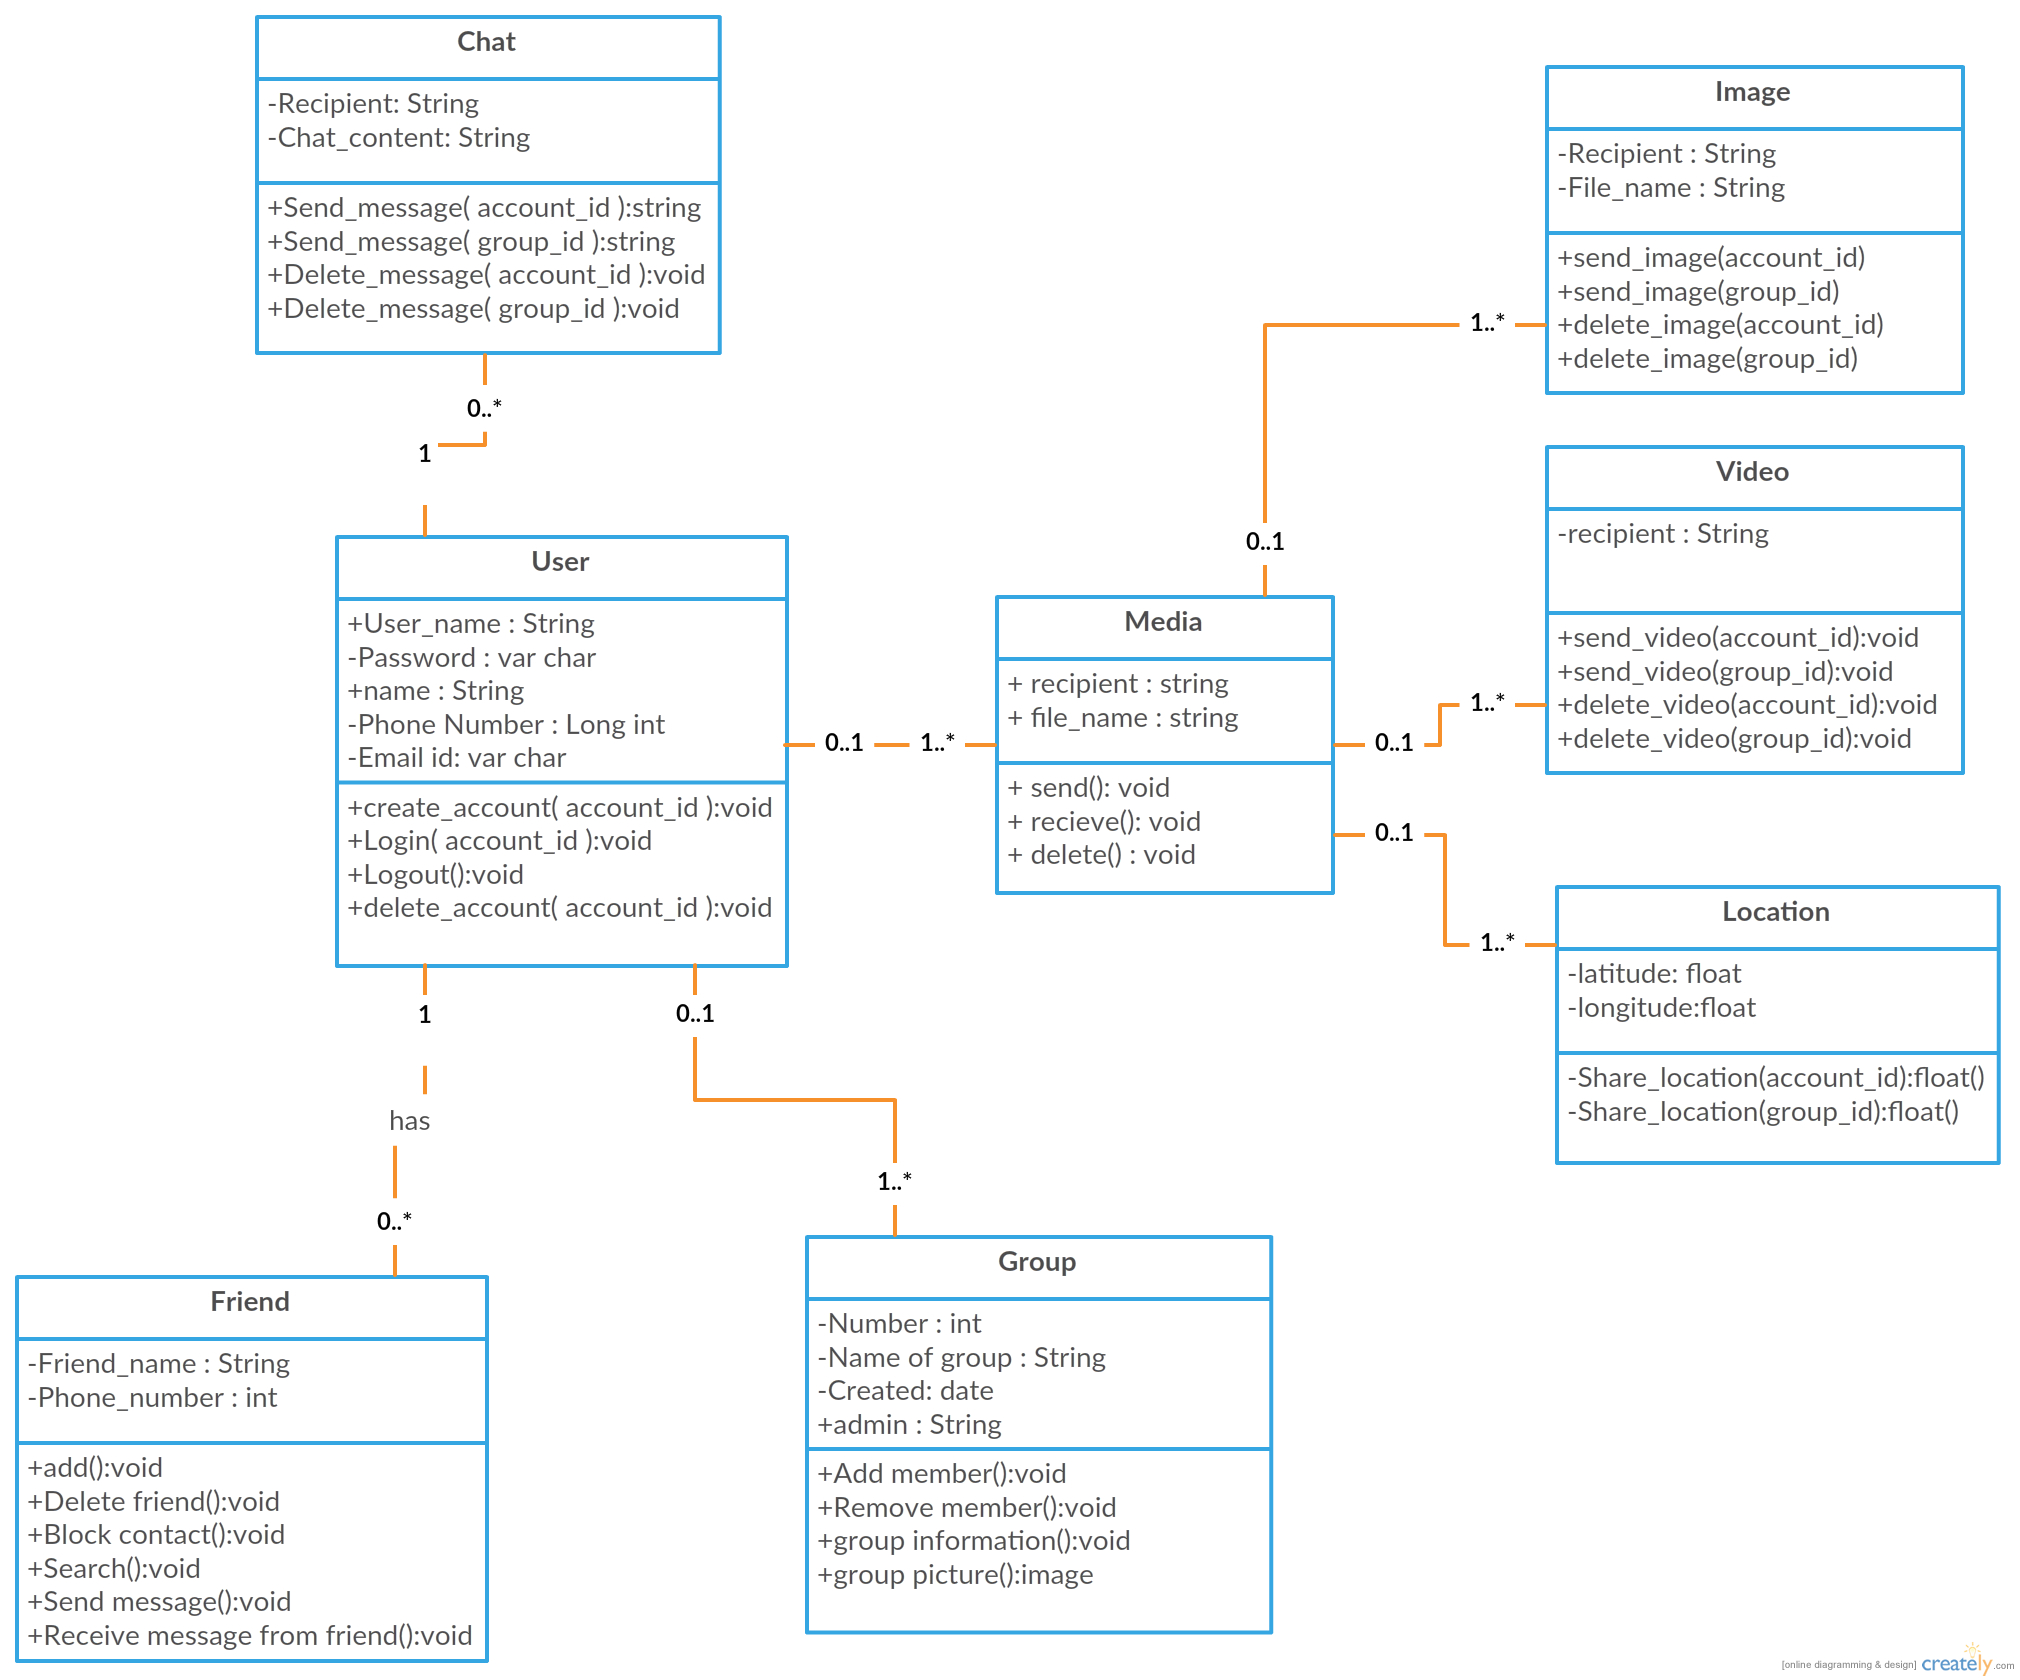 Chat
-Recipient: String
-Chat_content: String
+Send_message( account_id ):string
+Send_message( group_id ):string
+Delete_message( account_id ):void
+Delete_message( group_id ):void
0..*
1
User
+User_name : String
-Password : var char
+name : String
-Phone Number : Long int
-Email id: var char
+create_account( account_id ):void
+Login( account_id ):void
+Logout():void
+delete_account( account_id ):void
0..1
1..*
Media
+ recipient : string
+ file_name : string
+ send(): void
+ recieve(): void
+ delete() : void
0..1
1..*
Image
-Recipient : String
-File_name : String
+send_image(account_id)
+send_image(group_id)
+delete_image(account_id)
+delete_image(group_id)
0..1
1..*
Video
-recipient : String
+send_video(account_id):void
+send_video(group_id):void
+delete_video(account_id):void
+delete_video(group_id):void
0..1
1..*
Location
-latitude: float
-longitude:float
-Share_location(account_id):float()
-Share_location(group_id):float()
1
has
0..*
Friend
-Friend_name : String
-Phone_number : int
+add():void
+Delete friend():void
+Block contact():void
+Search():void
+Send message():void
+Receive message from friend():void
0..1
1..*
Group
-Number : int
-Name of group : String
-Created: date
+admin : String
+Add member():void
+Remove member():void
+group information():void
+group picture():image
[online diagramming & design] creately.com